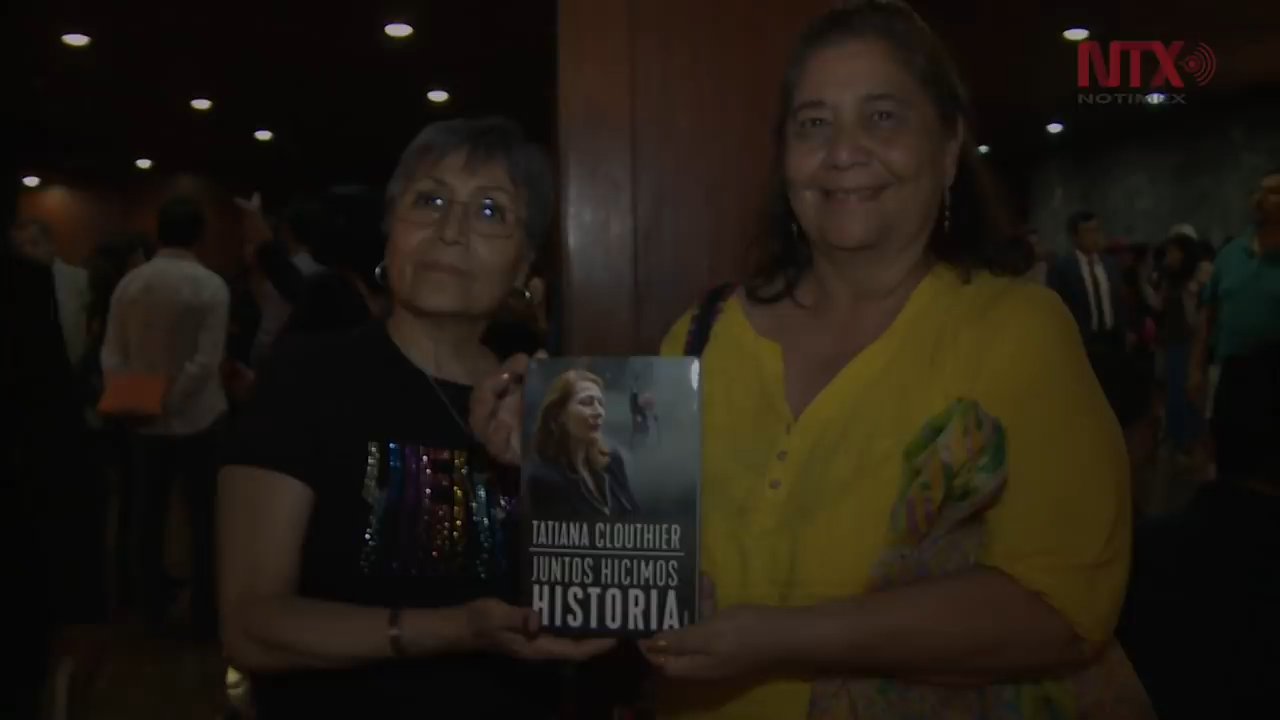 NTX
NOTIMEX
TATIANA CLOUTHIER
JUNTOS HICIMOS
HISTORIA